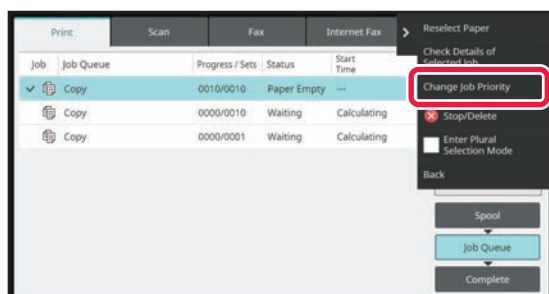 Print Scan Fax Internet Fax
Job Job Queue Progress / Sets Status Start Time
Copy 0010/0010 Paper Empty ---
Copy 0000/0010 Waiting Calculating
Copy 0000/0001 Waiting Calculating
Reselect Paper
Check Details of
Selected Job
Change Job Priority
Stop/Delete
Enter Plural
Selection Mode
Back
Spool
Job Queue
Complete